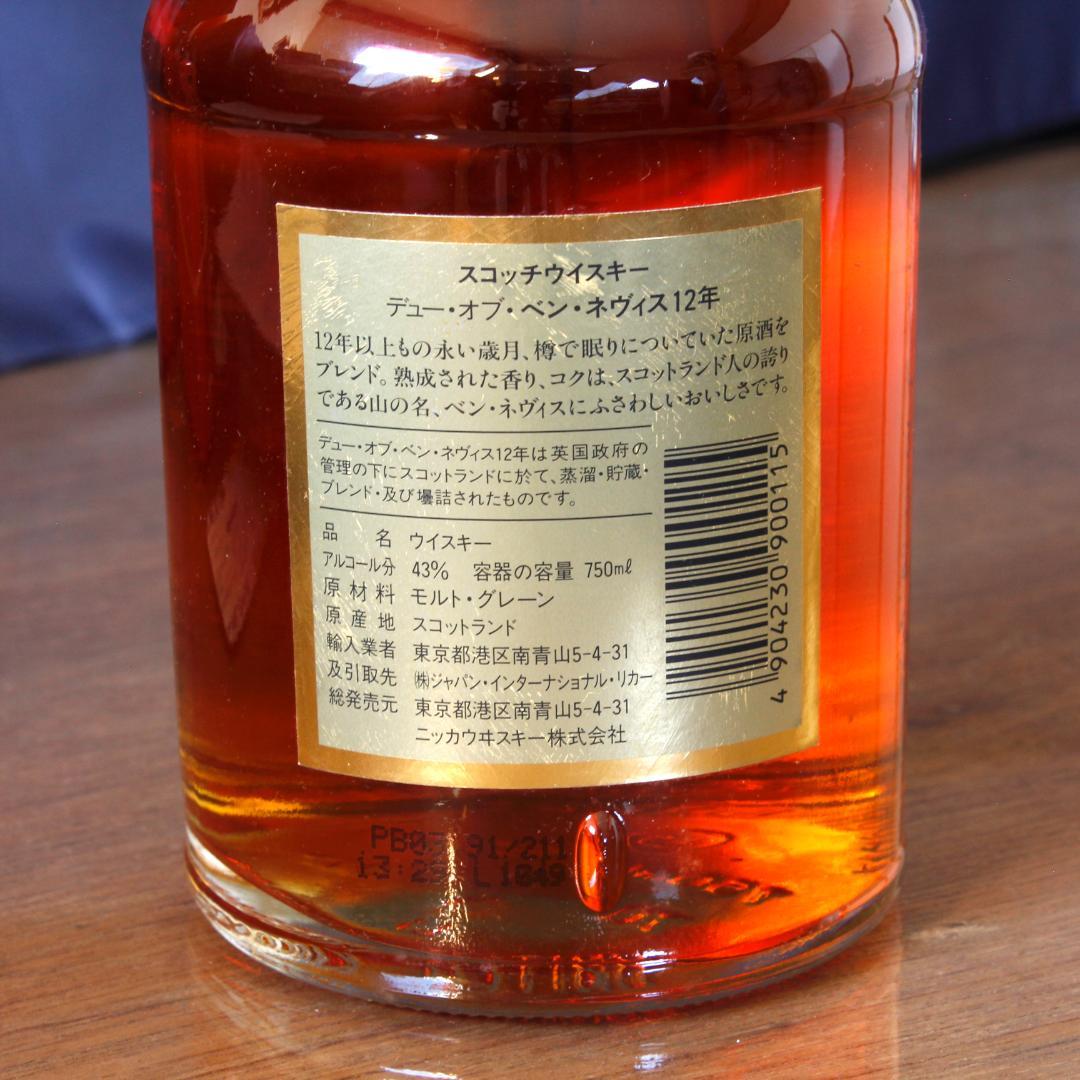 スコッチウイスキー
デュー・オブ・ベン・ネヴィス12年
12年以上もの永い歳月、樽で眠りについていた原酒を
ブレンド。熟成された香り、コクは、スコットランド人の誇り
である山の名、ベン・ネヴィスにふさわしいおいしさです。
デュー・オブ・ベン・ネヴィス12年は英国政府の
管理の下にスコットランドに於て、蒸溜・貯蔵・
ブレンド・及び壜詰されたものです。
品名 ウイスキー
アルコール分 43% 容器の容量 750mℓ
原材料 モルト・グレーン
原産地 スコットランド
輸入業者 東京都港区南青山5-4-31
及引取先 ㈱ジャパン・インターナショナル・リカー
総発売元 東京都港区南青山5-4-31
ニッカウヰスキー株式会社
4 904230 900115
91/211
L 1049